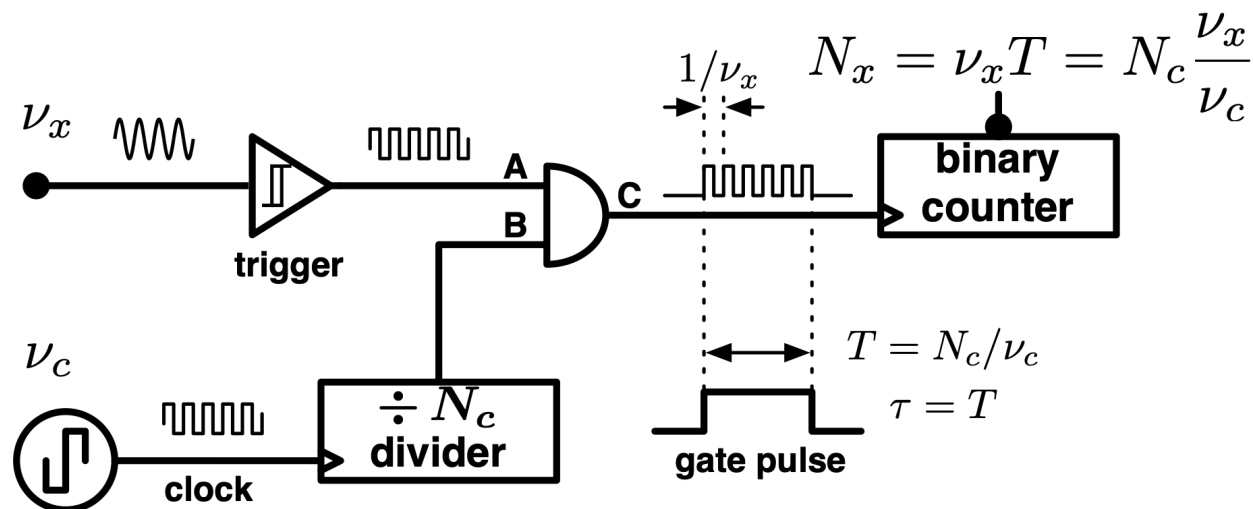 1/ν_x
N_x = ν_x T = N_c ν_x/ν_c
ν_x
A
B
C
trigger
binary
counter
ν_c
clock
÷ N_c
divider
T = N_c/ν_c
τ = T
gate pulse